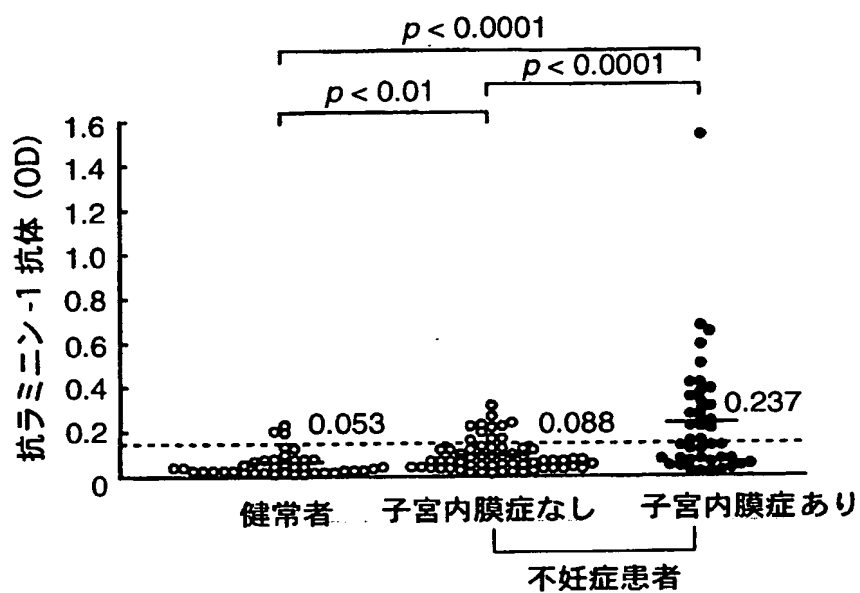 p < 0.0001
p < 0.0001
p < 0.01
抗ラミニン-1 抗体 (OD)
1.6
1.4
1.2
1.0
0.8
0.6
0.4
0.2
0
0.053
0.088
0.237
健常者
子宮内膜症なし
子宮内膜症あり
不妊症患者